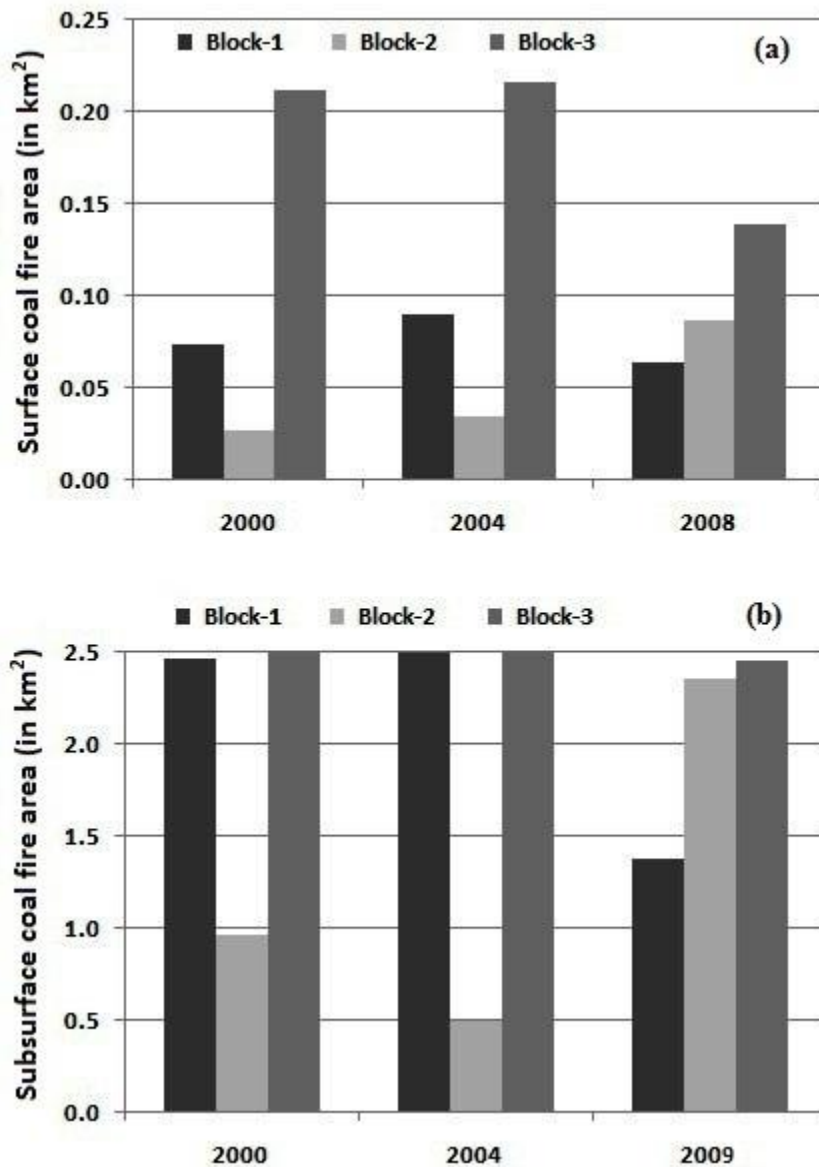 0.25
Block-1 Block-2 Block-3 (a)
0.20
0.15
0.10
0.05
0.00
Surface coal fire area (in km²)
2000 2004 2008
Block-1 Block-2 Block-3 (b)
2.5
2.0
1.5
1.0
0.5
0.0
Subsurface coal fire area (in km²)
2000 2004 2009